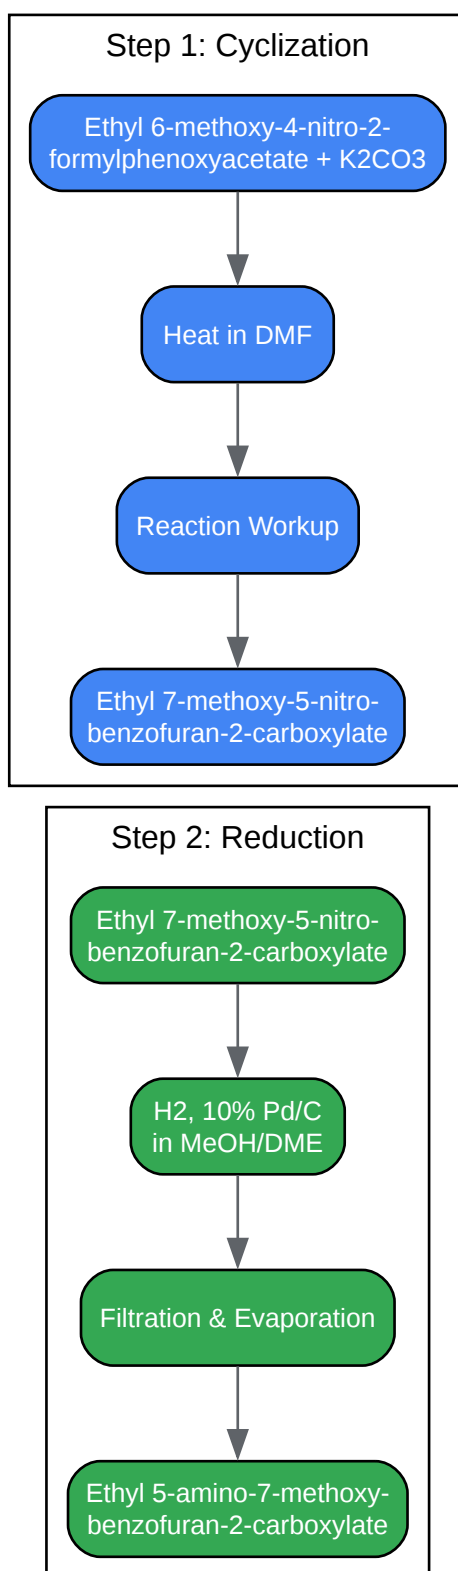 Step 1: Cyclization
Ethyl 6-methoxy-4-nitro-2-
formylphenoxyacetate + K2CO3
Heat in DMF
Reaction Workup
Ethyl 7-methoxy-5-nitro-
benzofuran-2-carboxylate
Step 2: Reduction
Ethyl 7-methoxy-5-nitro-
benzofuran-2-carboxylate
H2, 10% Pd/C
in MeOH/DME
Filtration & Evaporation
Ethyl 5-amino-7-methoxy-
benzofuran-2-carboxylate